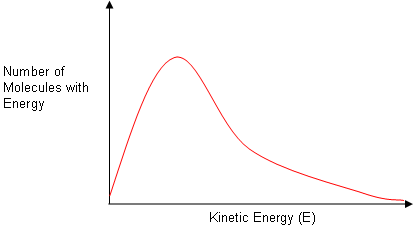 Number of
Molecules with
Energy
Kinetic Energy (E)